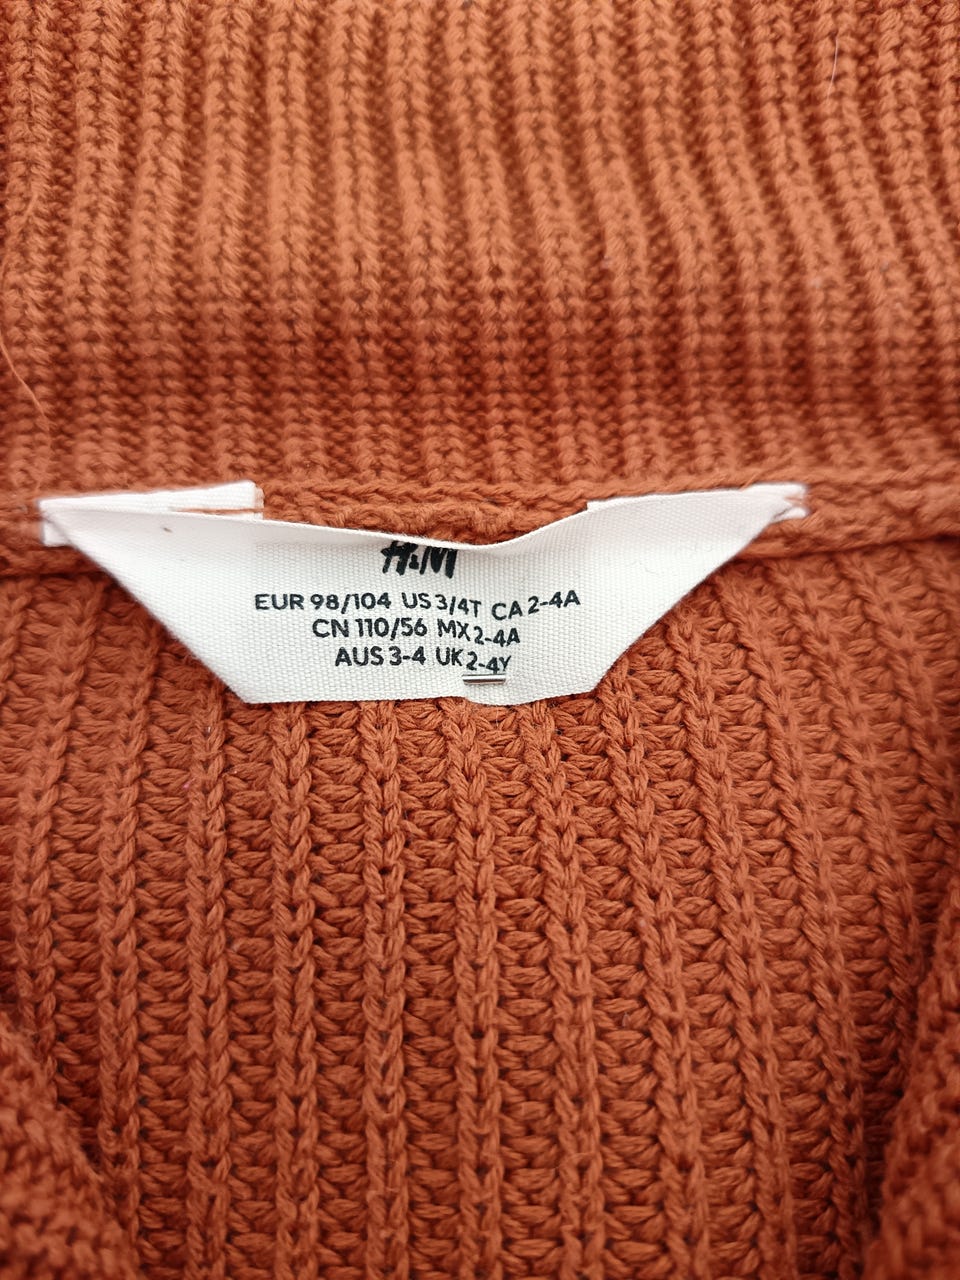 H&M
EUR 98/104 US 3/4T CA 2-4A
CN 110/56 MX 2-4A
AUS 3-4 UK 2-4Y